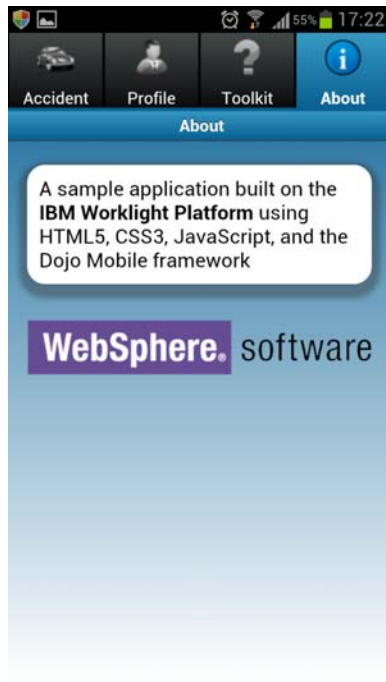 55% 17:22
Accident Profile Toolkit About
About
A sample application built on the
IBM Worklight Platform using
HTML5, CSS3, JavaScript, and the
Dojo Mobile framework
WebSphere® software